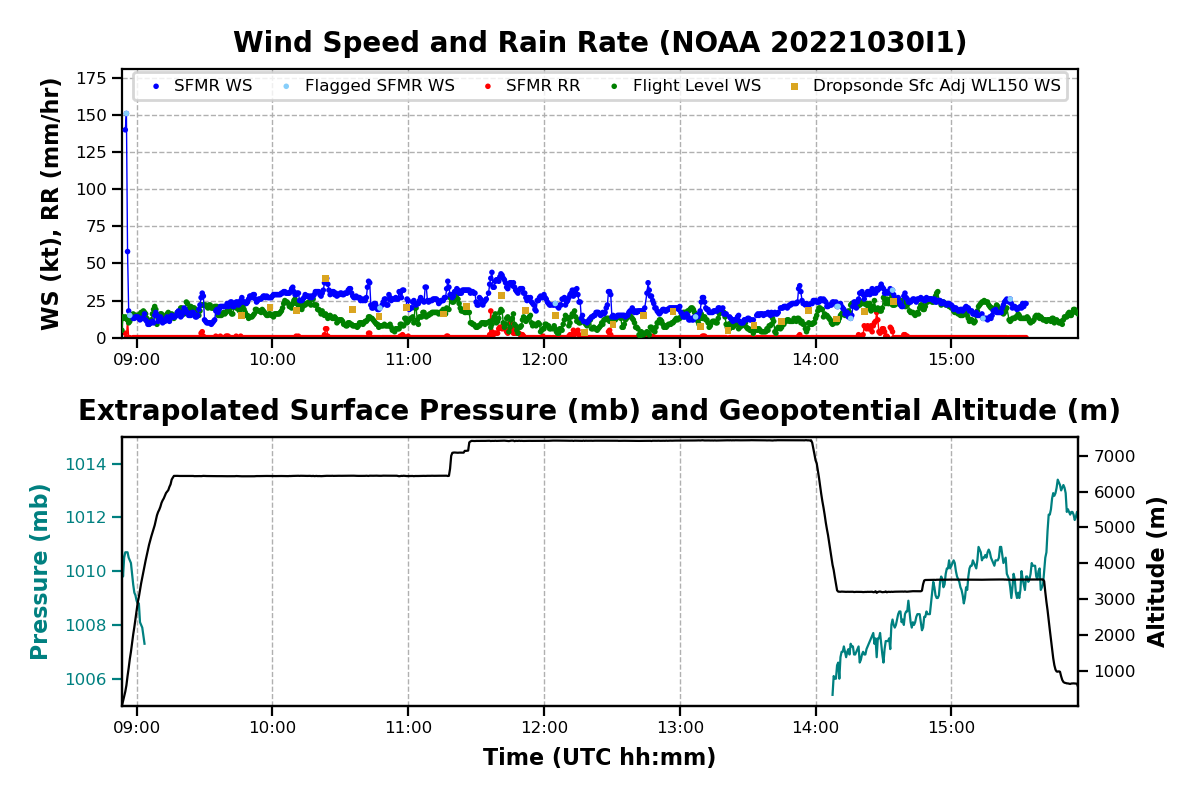 Wind Speed and Rain Rate (NOAA 20221030I1)
SFMR WS Flagged SFMR WS SFMR RR Flight Level WS Dropsonde Sfc Adj WL150 WS
WS (kt), RR (mm/hr)
175
150
125
100
75
50
25
0
09:00 10:00 11:00 12:00 13:00 14:00 15:00
Extrapolated Surface Pressure (mb) and Geopotential Altitude (m)
Pressure (mb)
1014
1012
1010
1008
1006
7000
6000
5000
4000
3000
2000
1000
Altitude (m)
09:00 10:00 11:00 12:00 13:00 14:00 15:00
Time (UTC hh:mm)